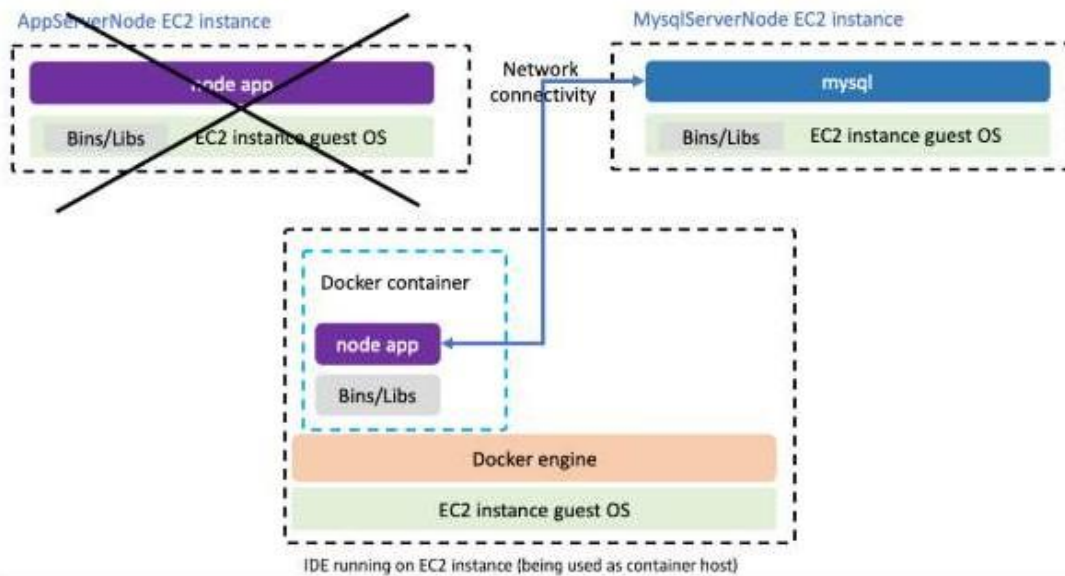 AppServerNode EC2 instance
node app
Bins/Libs EC2 instance guest OS
Network
connectivity
MysqlServerNode EC2 instance
mysql
Bins/Libs EC2 instance guest OS
Docker container
node app
Bins/Libs
Docker engine
EC2 instance guest OS
IDE running on EC2 instance (being used as container host)